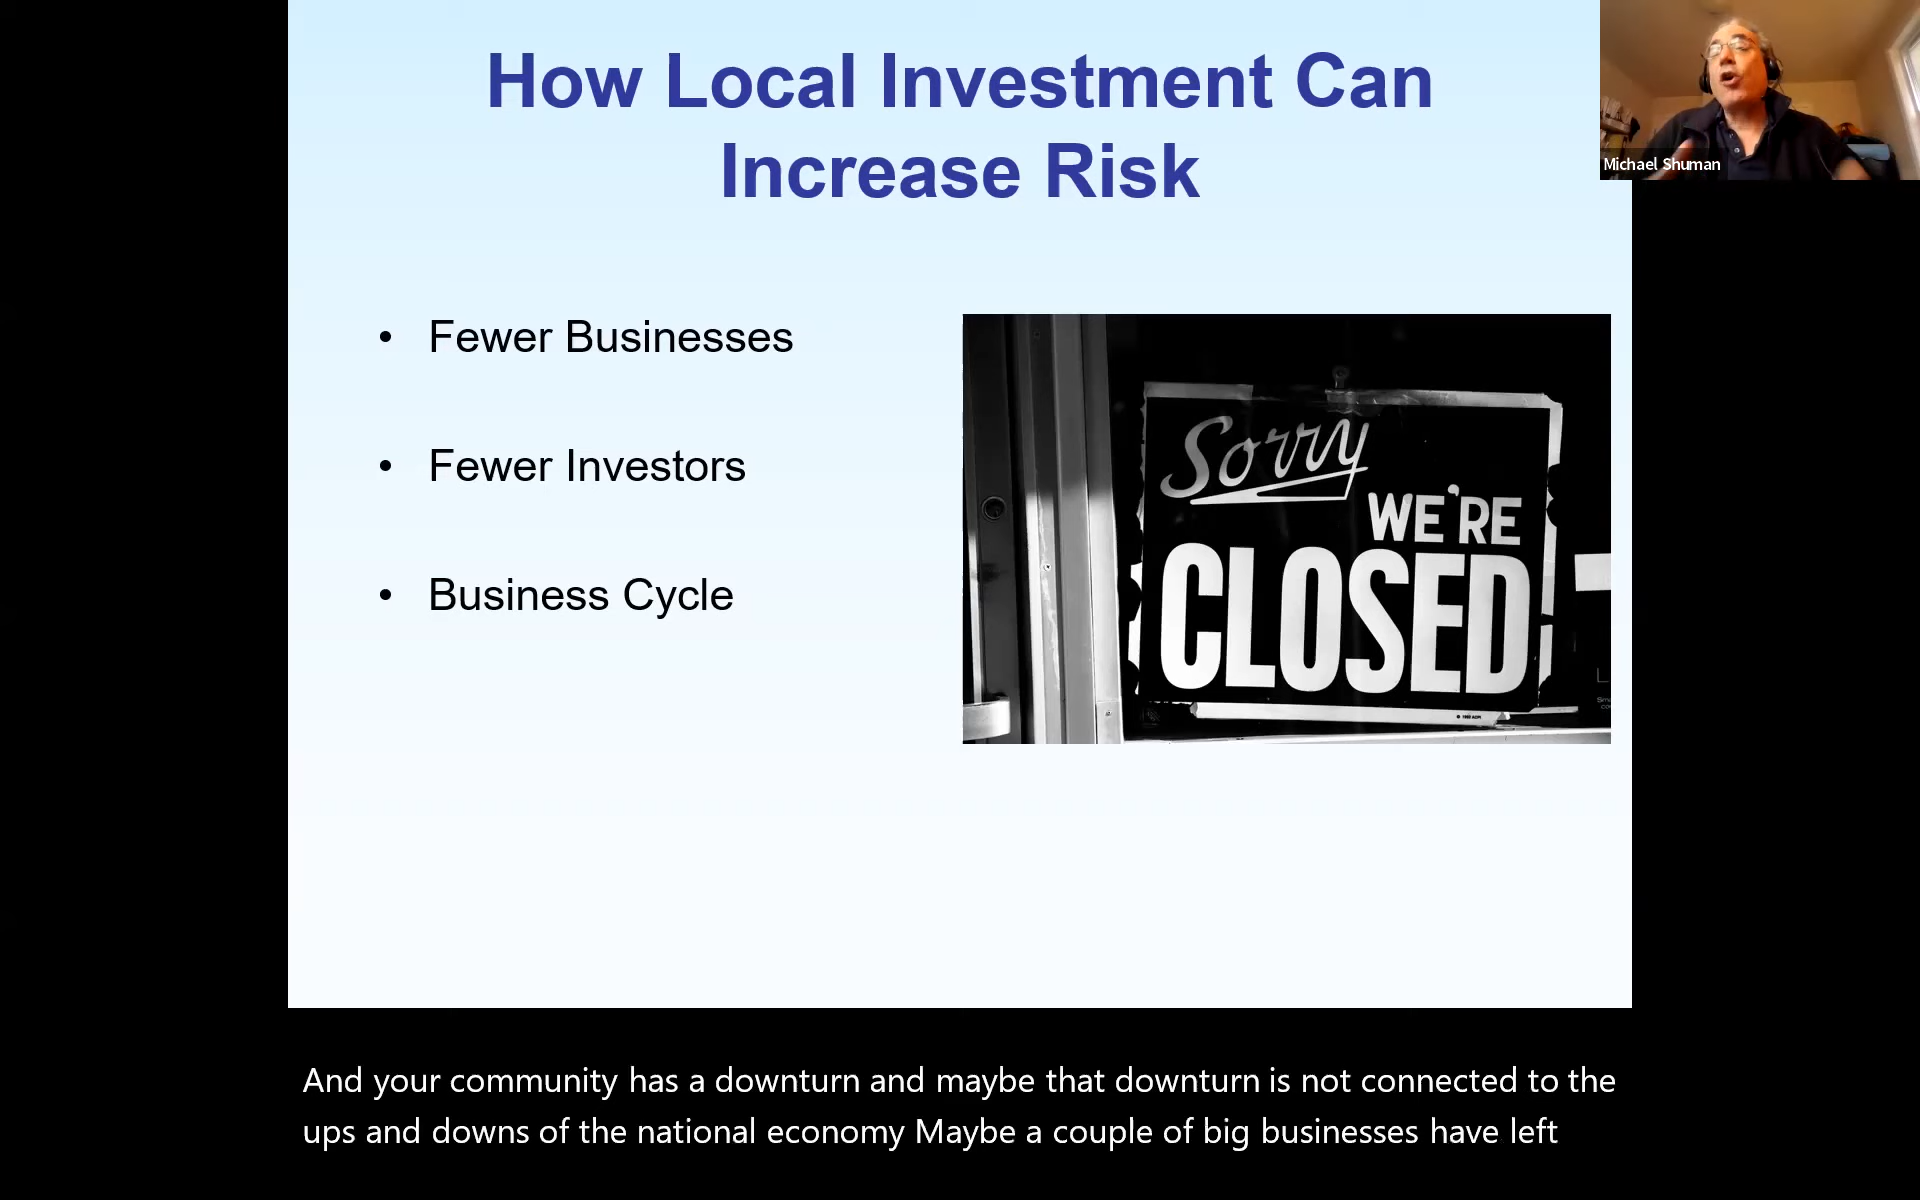 How Local Investment Can
Increase Risk
Michael Shuman
• Fewer Businesses
• Fewer Investors
• Business Cycle
Sorry
WE'RE
CLOSED
And your community has a downturn and maybe that downturn is not connected to the
ups and downs of the national economy Maybe a couple of big businesses have left